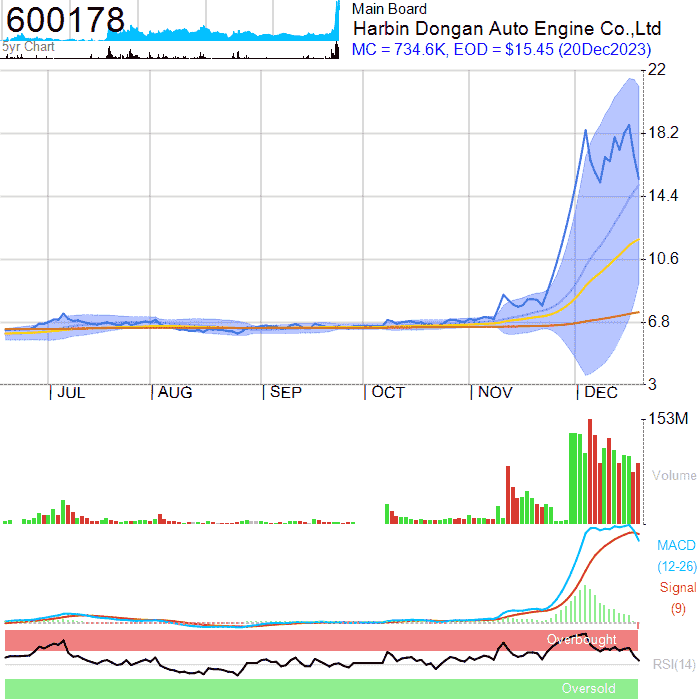 600178
5yr Chart
Main Board
Harbin Dongan Auto Engine Co.,Ltd
MC = 734.6K, EOD = $15.45 (20Dec2023)
22
18.2
14.4
10.6
6.8
3
JUL AUG SEP OCT NOV DEC
153M
Volume
MACD
(12-26)
Signal
(9)
Overbought
RSI(14)
Oversold